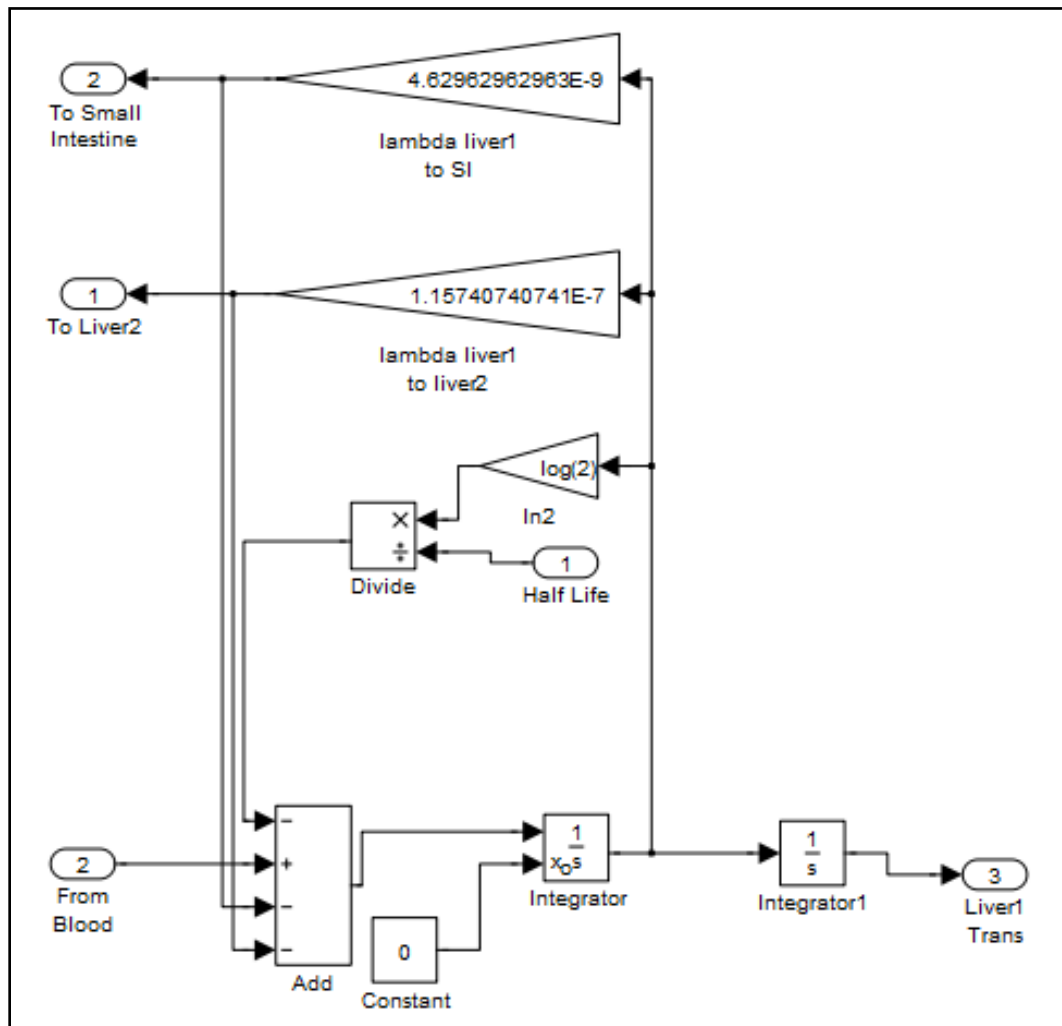 2
To Small
Intestine
4.62962962963E-9
lambda liver1
to SI
1
To Liver2
1.15740740741E-7
lambda liver1
to liver2
log(2)
ln2
×
÷
Divide
1
Half Life
2
From
Blood
−
+
−
−
Add
0
Constant
1
xo s
Integrator
1
s
Integrator1
3
Liver1
Trans